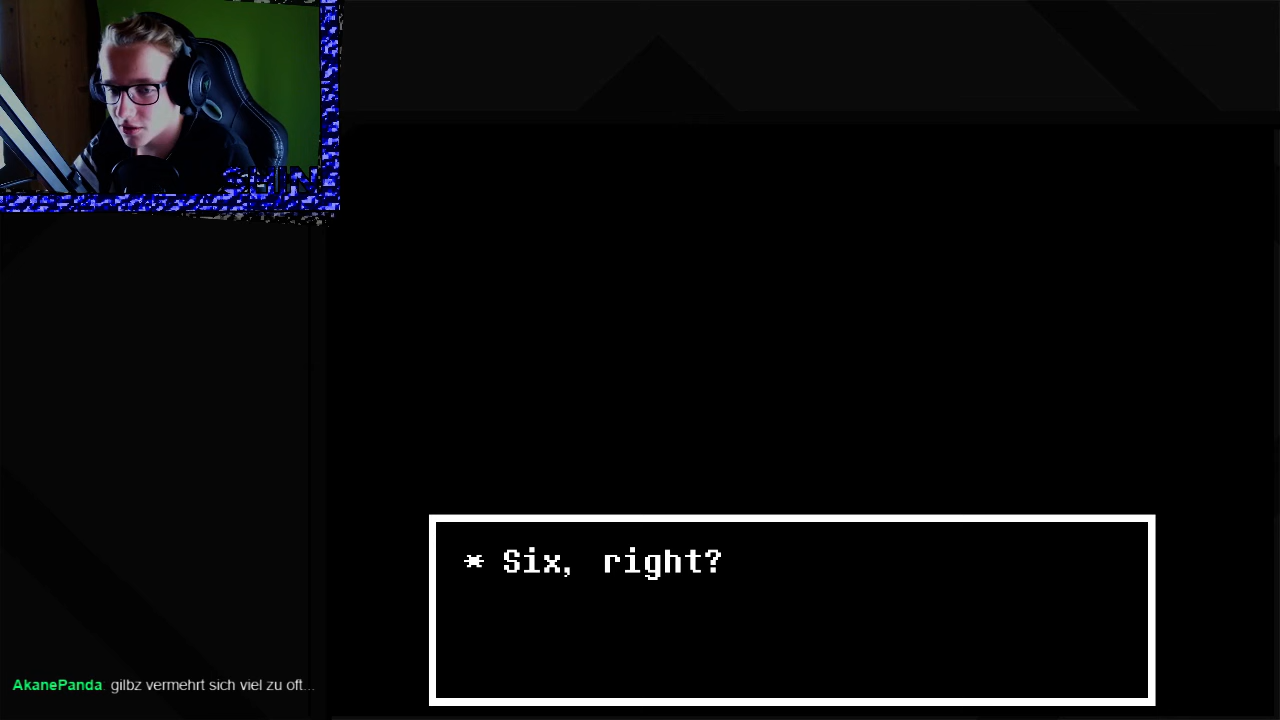 * Six, right?
AkanePanda: gilbz vermehrt sich viel zu oft...